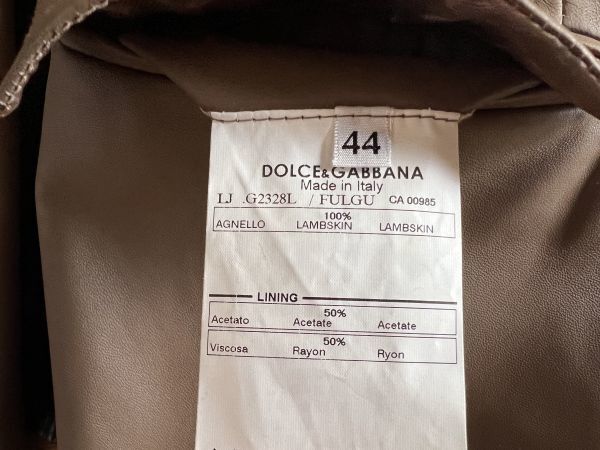 44
DOLCE&GABBANA
Made in Italy
LJ .G2328L / FULGU CA 00985
100%
AGNELLO LAMBSKIN LAMBSKIN
LINING
50%
Acetato Acetate Acetate
50%
Viscosa Rayon Ryon